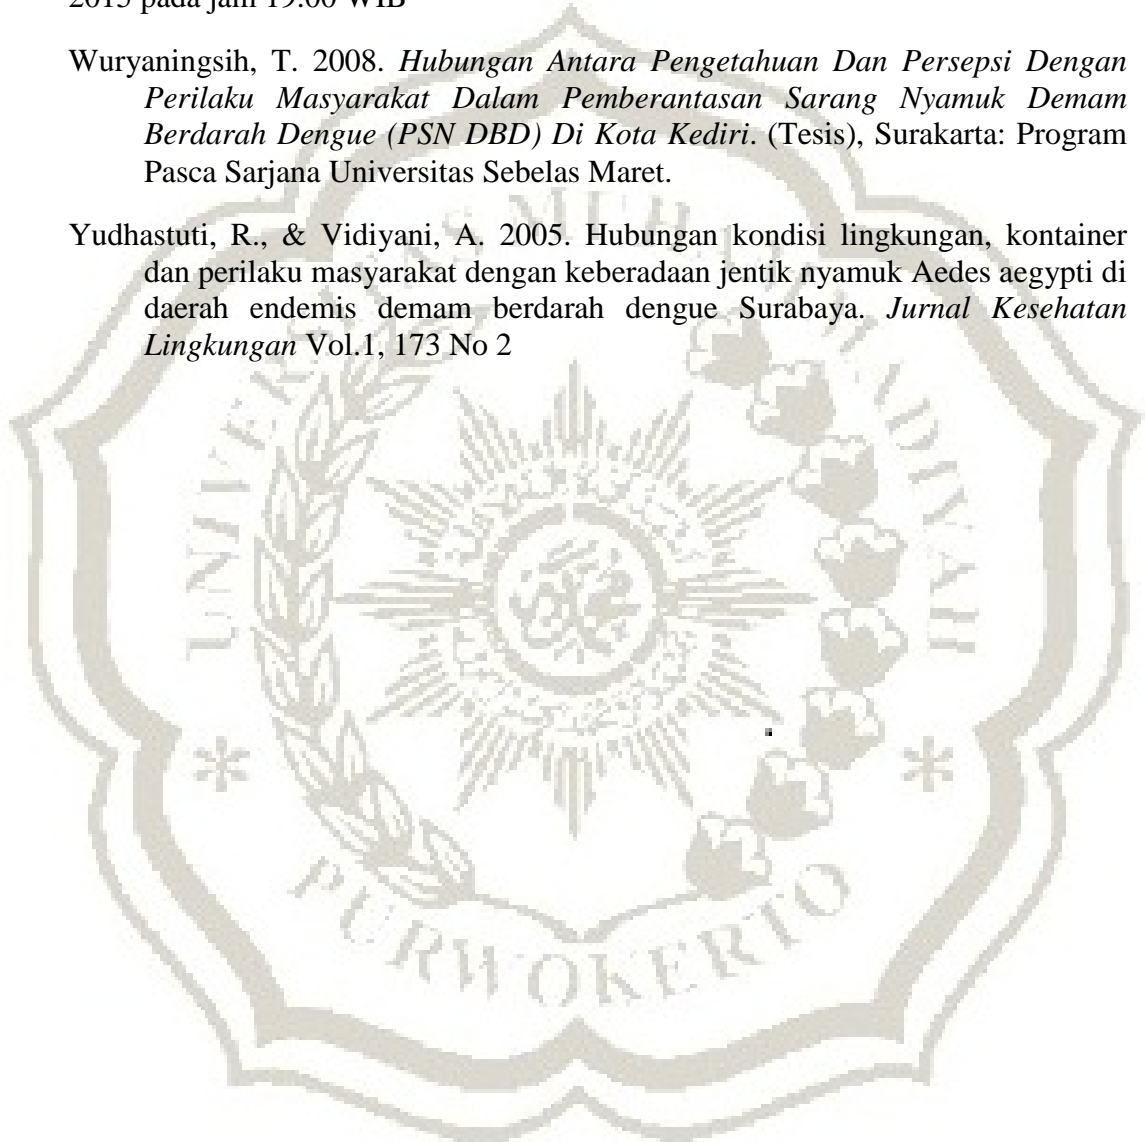 2015 pada jam 19.00 WIB
Wuryaningsih, T. 2008. Hubungan Antara Pengetahuan Dan Persepsi Dengan
Perilaku Masyarakat Dalam Pemberantasan Sarang Nyamuk Demam
Berdarah Dengue (PSN DBD) Di Kota Kediri. (Tesis), Surakarta: Program
Pasca Sarjana Universitas Sebelas Maret.
Yudhastuti, R., & Vidiyani, A. 2005. Hubungan kondisi lingkungan, kontainer
dan perilaku masyarakat dengan keberadaan jentik nyamuk Aedes aegypti di
daerah endemis demam berdarah dengue Surabaya. Jurnal Kesehatan
Lingkungan Vol.1, 173 No 2
UNIVERSITAS MUHAMMADIYAH
PURWOKERTO